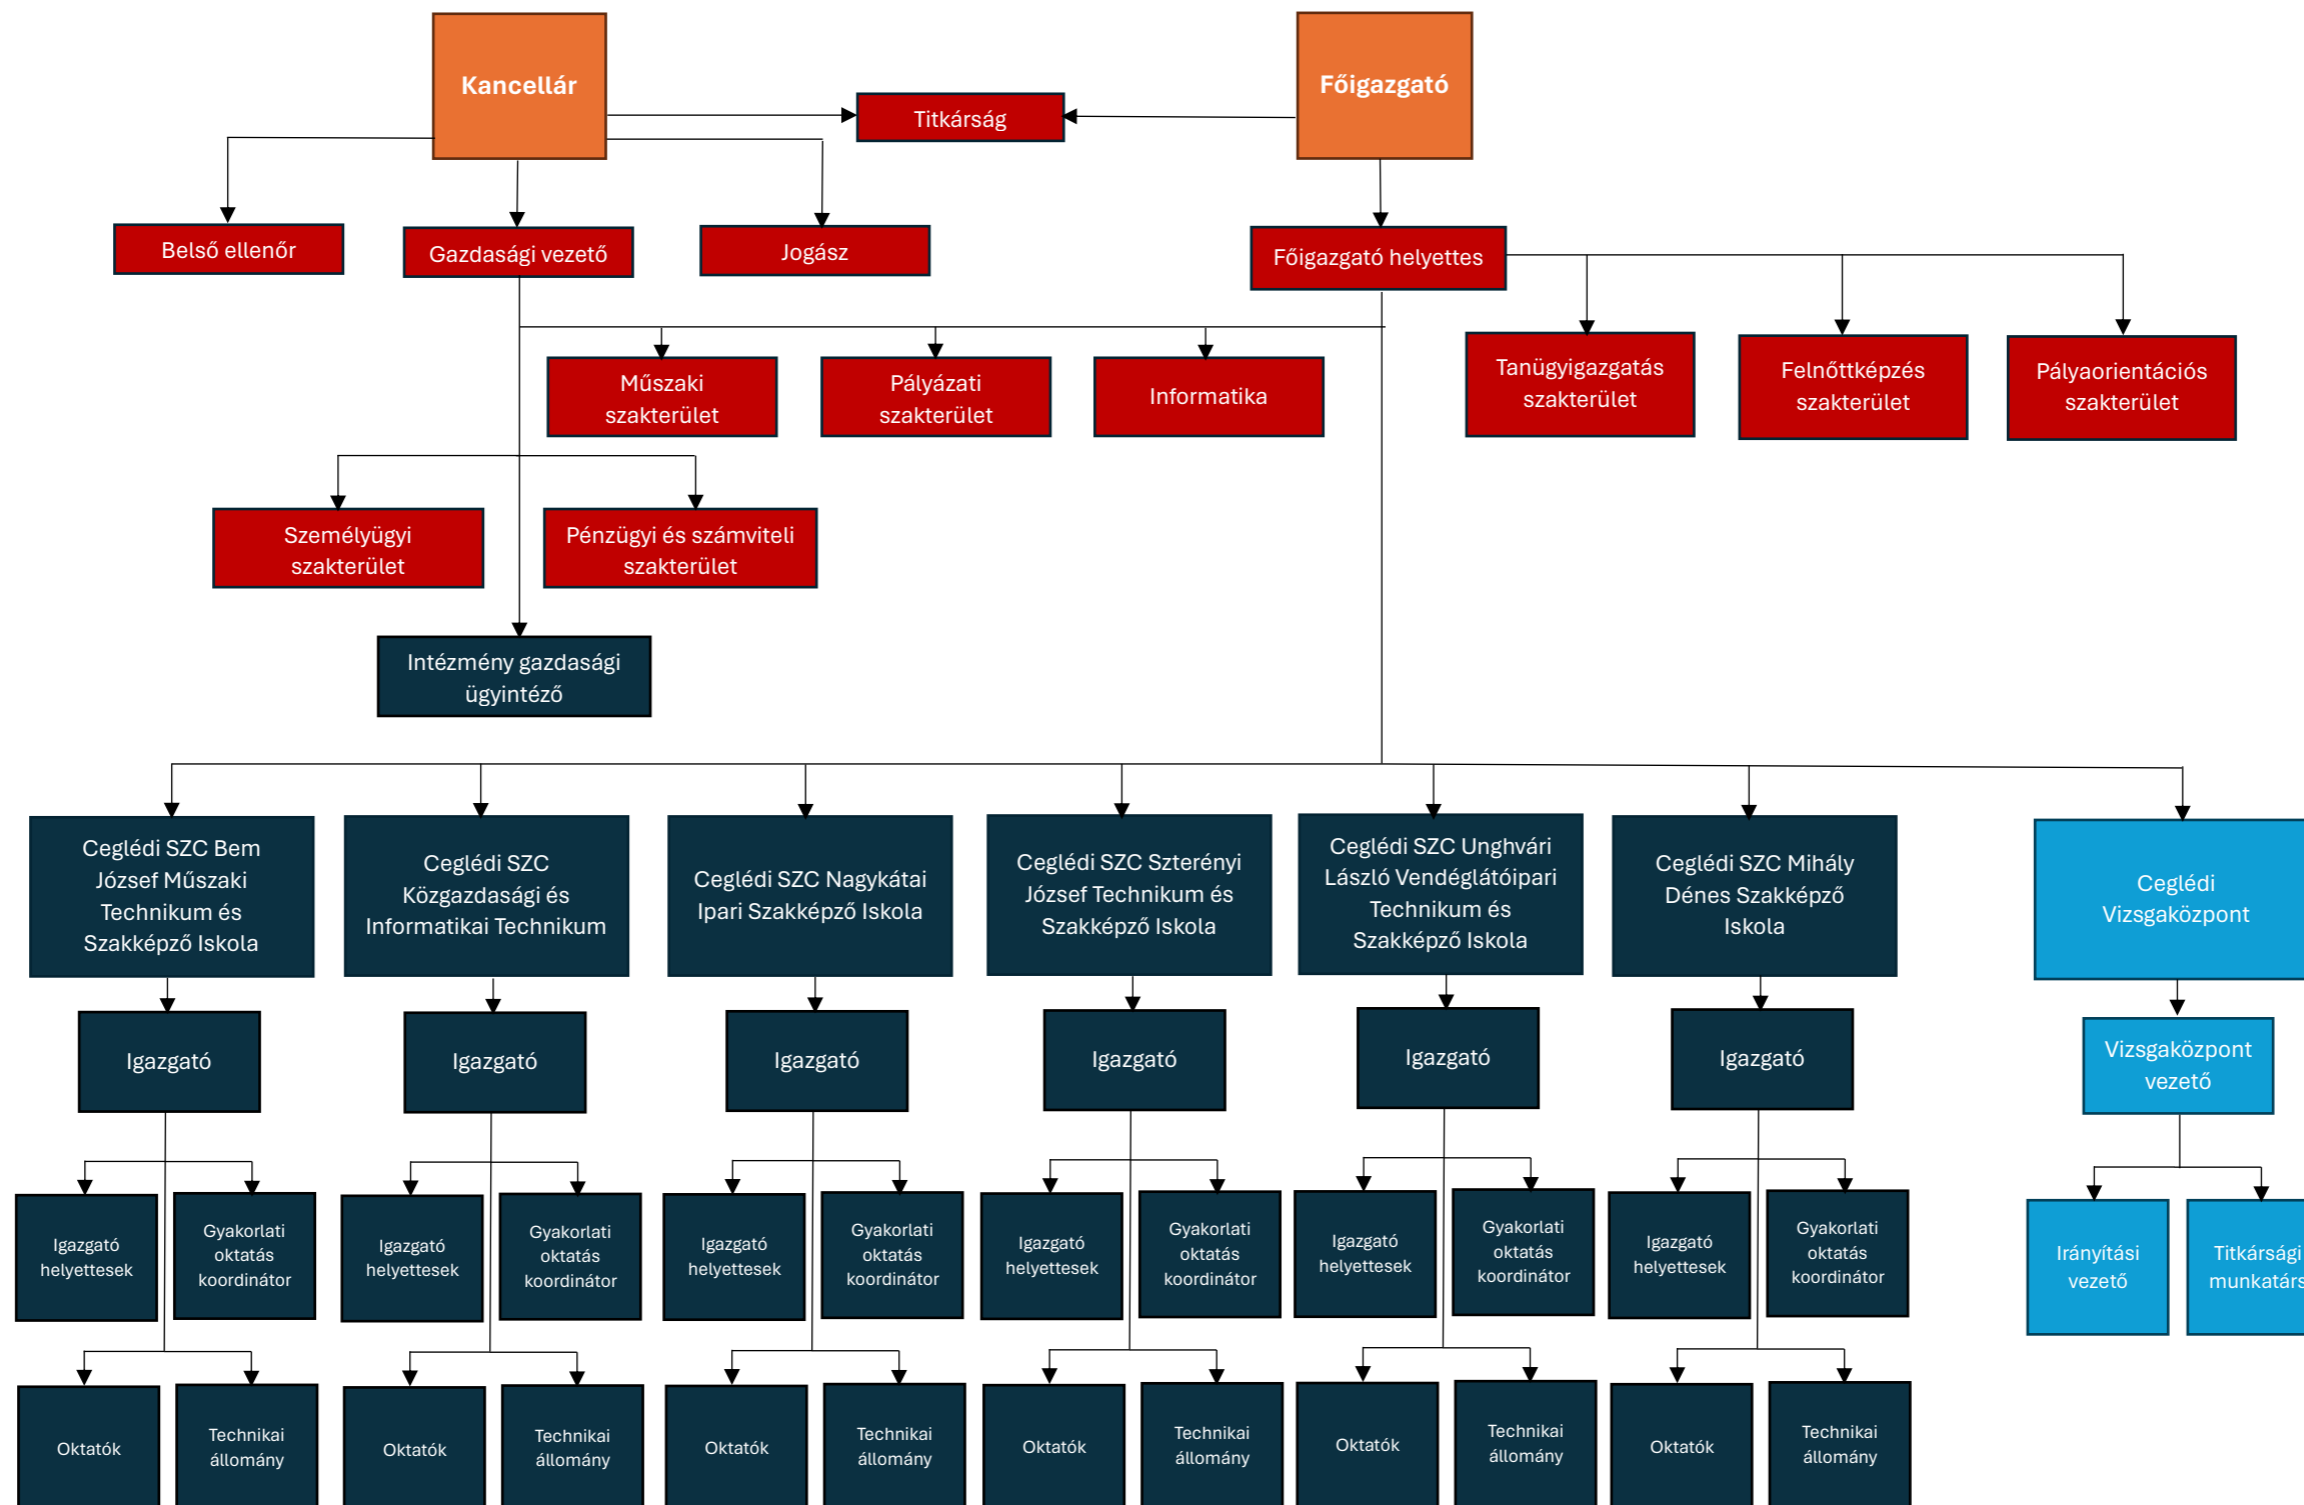 Kancellár
Főigazgató
Titkárság
Belső ellenőr
Gazdasági vezető
Jogász
Főigazgató helyettes
Műszaki
szakterület
Pályázati
szakterület
Informatika
Tanügyigazgatás
szakterület
Felnőttképzés
szakterület
Pályaorientációs
szakterület
Személyügyi
szakterület
Pénzügyi és számviteli
szakterület
Intézmény gazdasági
ügyintéző
Ceglédi SZC Bem
József Műszaki
Technikum és
Szakképző Iskola
Ceglédi SZC
Közgazdasági és
Informatikai Technikum
Ceglédi SZC Nagykátai
Ipari Szakképző Iskola
Ceglédi SZC Szterényi
József Technikum és
Szakképző Iskola
Ceglédi SZC Unghvári
László Vendéglátóipari
Technikum és
Szakképző Iskola
Ceglédi SZC Mihály
Dénes Szakképző
Iskola
Ceglédi
Vizsgaközpont
Igazgató
Igazgató
Igazgató
Igazgató
Igazgató
Igazgató
Vizsgaközpont
vezető
Igazgató
helyettesek
Gyakorlati
oktatás
koordinátor
Igazgató
helyettesek
Gyakorlati
oktatás
koordinátor
Igazgató
helyettesek
Gyakorlati
oktatás
koordinátor
Igazgató
helyettesek
Gyakorlati
oktatás
koordinátor
Igazgató
helyettesek
Gyakorlati
oktatás
koordinátor
Igazgató
helyettesek
Gyakorlati
oktatás
koordinátor
Irányítási
vezető
Titkársági
munkatárs
Oktatók
Technikai
állomány
Oktatók
Technikai
állomány
Oktatók
Technikai
állomány
Oktatók
Technikai
állomány
Oktatók
Technikai
állomány
Oktatók
Technikai
állomány